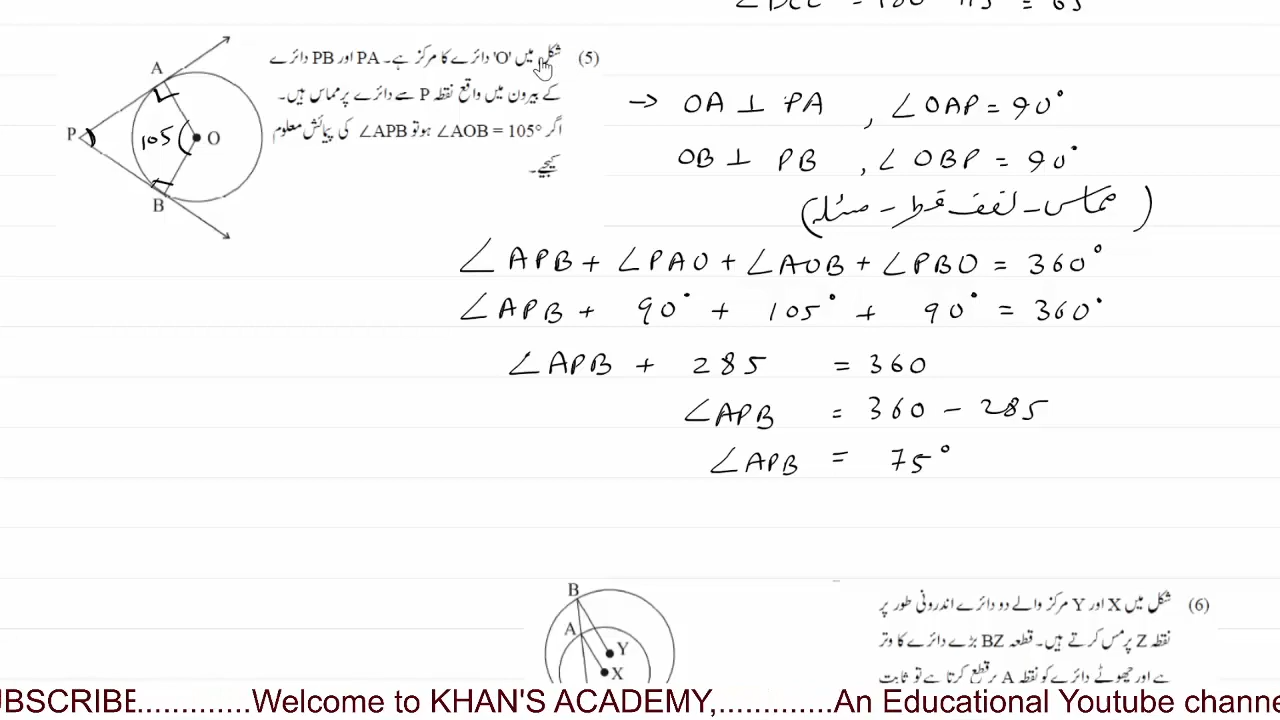 ∠BCE = 180 - 115 = 65
(5) شکل میں 'O' دائرے کا مرکز ہے۔ PA اور PB دائرے
کے بیرون میں واقع نقطہ P سے دائرے پر مماس ہیں۔
اگر ∠AOB = 105° ہو تو ∠APB کی پیمائش معلوم
کیجیے۔
A
P
105
O
B
→ OA ⊥ PA , ∠OAP = 90°
OB ⊥ PB , ∠OBP = 90°
(مماس - نصف قطر - مسئلہ)
∠APB + ∠PAO + ∠AOB + ∠PBO = 360°
∠APB + 90° + 105° + 90° = 360°
∠APB + 285 = 360
∠APB = 360 - 285
∠APB = 75°
(6) شکل میں X اور Y مرکز والے دو دائرے اندرونی طور پر
نقطہ Z پر مس کرتے ہیں۔ قطعہ BZ بڑے دائرے کا وتر
ہے اور چھوٹے دائرے کو نقطہ A پر قطع کرتا ہے تو ثابت
B
A
Y
X
UBSCRIBE.............Welcome to KHAN'S ACADEMY,.............An Educational Youtube channe